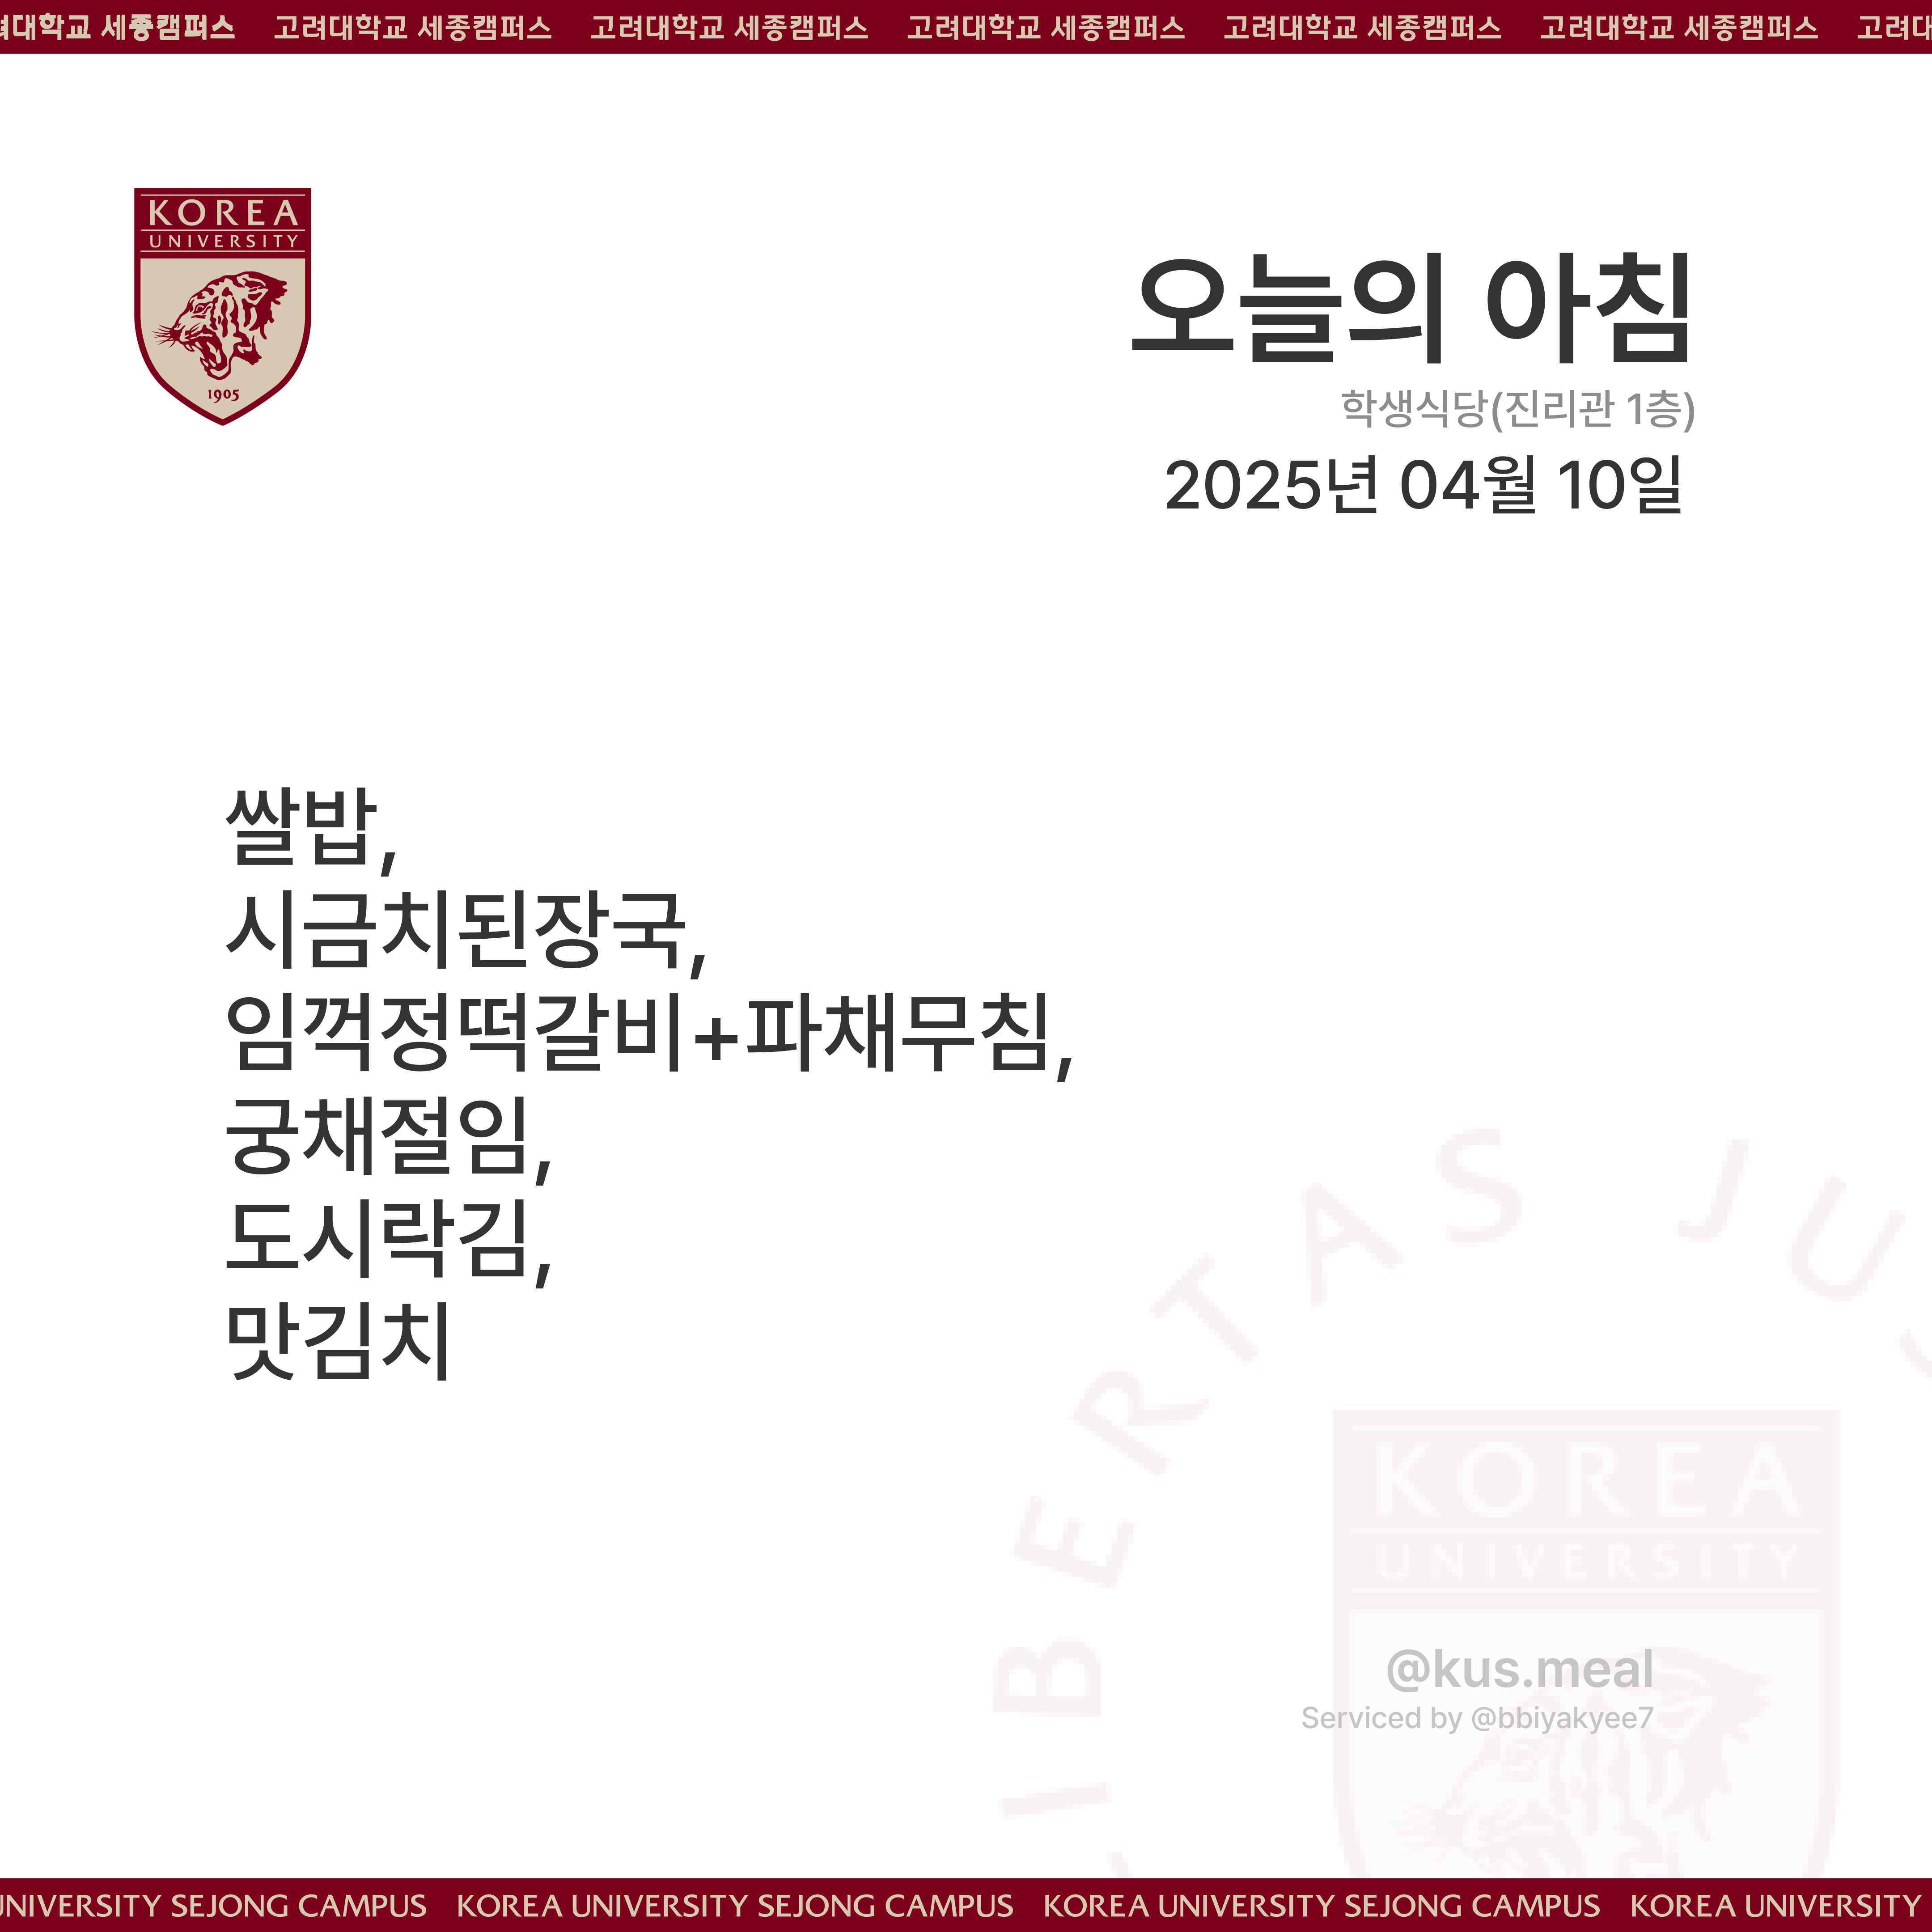 려대학교 세종캠퍼스 고려대학교 세종캠퍼스 고려대학교 세종캠퍼스 고려대학교 세종캠퍼스 고려대학교 세종캠퍼스 고려대학교 세종캠퍼스 고려대
KOREA
UNIVERSITY
1905
오늘의 아침
학생식당(진리관 1층)
2025년 04월 10일
쌀밥,
시금치된장국,
임꺽정떡갈비+파채무침,
궁채절임,
도시락김,
맛김치
LIBERTAS JUS
KOREA
UNIVERSITY
@kus.meal
Serviced by @bbiyakyee7
UNIVERSITY SEJONG CAMPUS KOREA UNIVERSITY SEJONG CAMPUS KOREA UNIVERSITY SEJONG CAMPUS KOREA UNIVERSITY